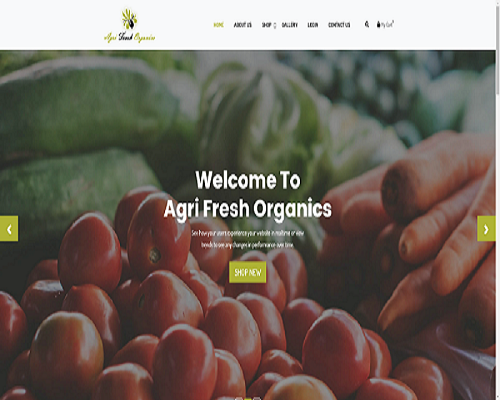 Agri Fresh Organics
HOME ABOUT US SHOP GALLERY LOGIN CONTACT US My Cart
Welcome To
Agri Fresh Organics
See how your users experience your website in realtime or view
trends to see any changes in performance over time.
SHOP NEW